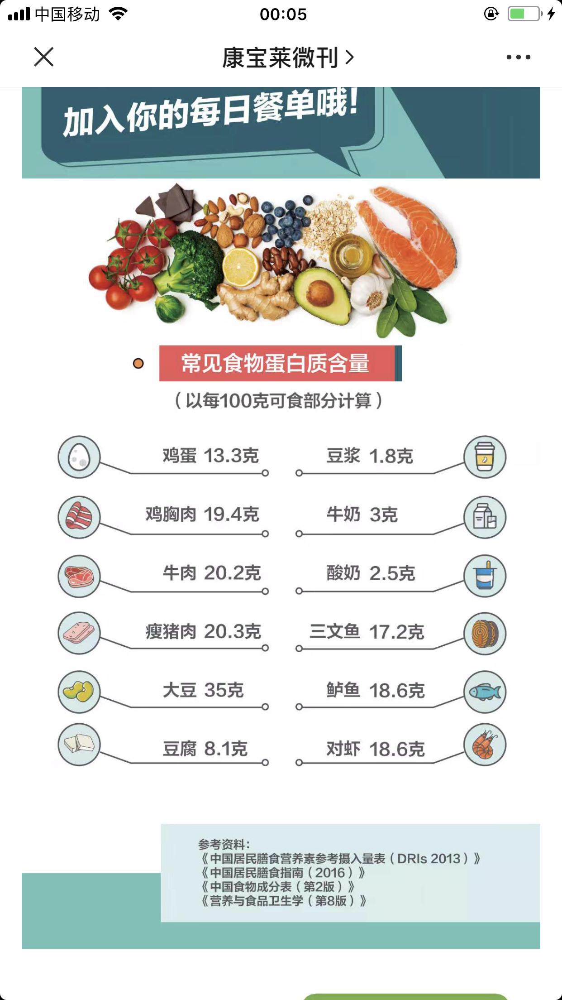 中国移动
00:05
康宝莱微刊
加入你的每日餐单哦!
常见食物蛋白质含量
（以每100克可食部分计算）
鸡蛋 13.3克
豆浆 1.8克
鸡胸肉 19.4克
牛奶 3克
牛肉 20.2克
酸奶 2.5克
瘦猪肉 20.3克
三文鱼 17.2克
大豆 35克
鲈鱼 18.6克
豆腐 8.1克
对虾 18.6克
参考资料：
《中国居民膳食营养素参考摄入量表（DRIs 2013）》
《中国居民膳食指南（2016）》
《中国食物成分表（第2版）》
《营养与食品卫生学（第8版）》